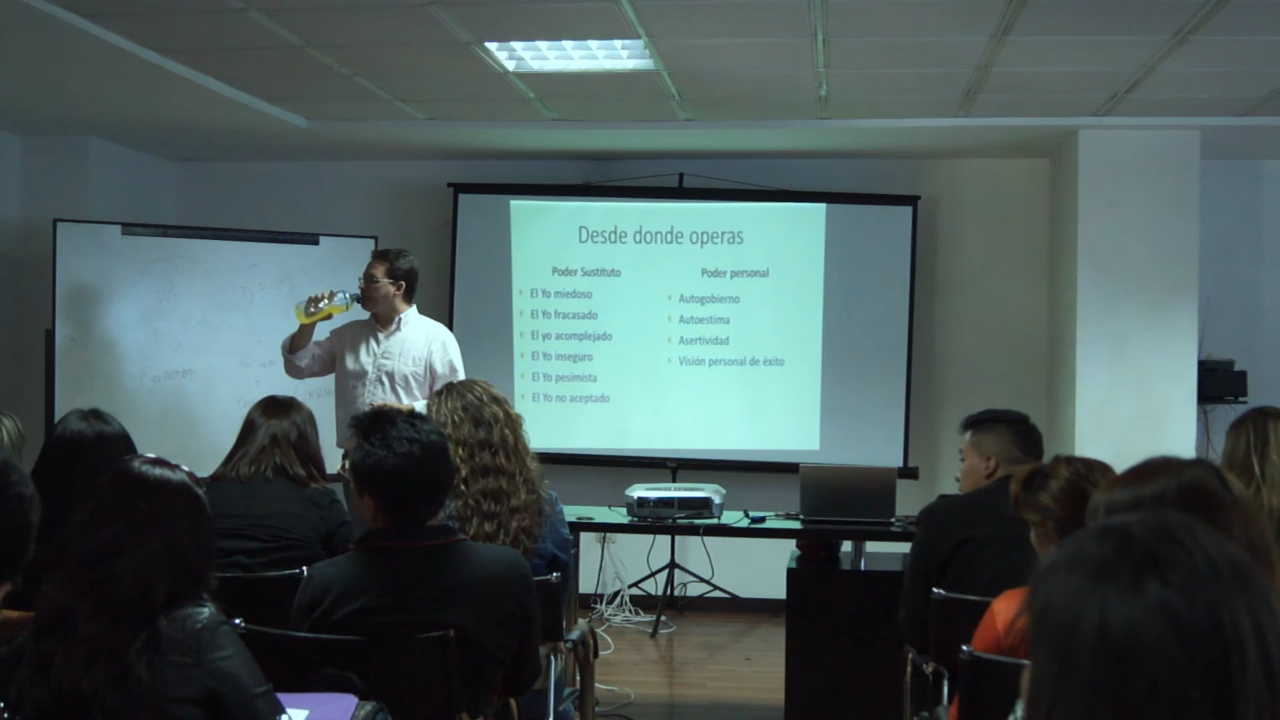 Desde donde operas
Poder Sustituto
El Yo miedoso
El Yo fracasado
El yo acomplejado
El Yo inseguro
El Yo pesimista
El Yo no aceptado
Poder personal
Autogobierno
Autoestima
Asertividad
Visión personal de éxito